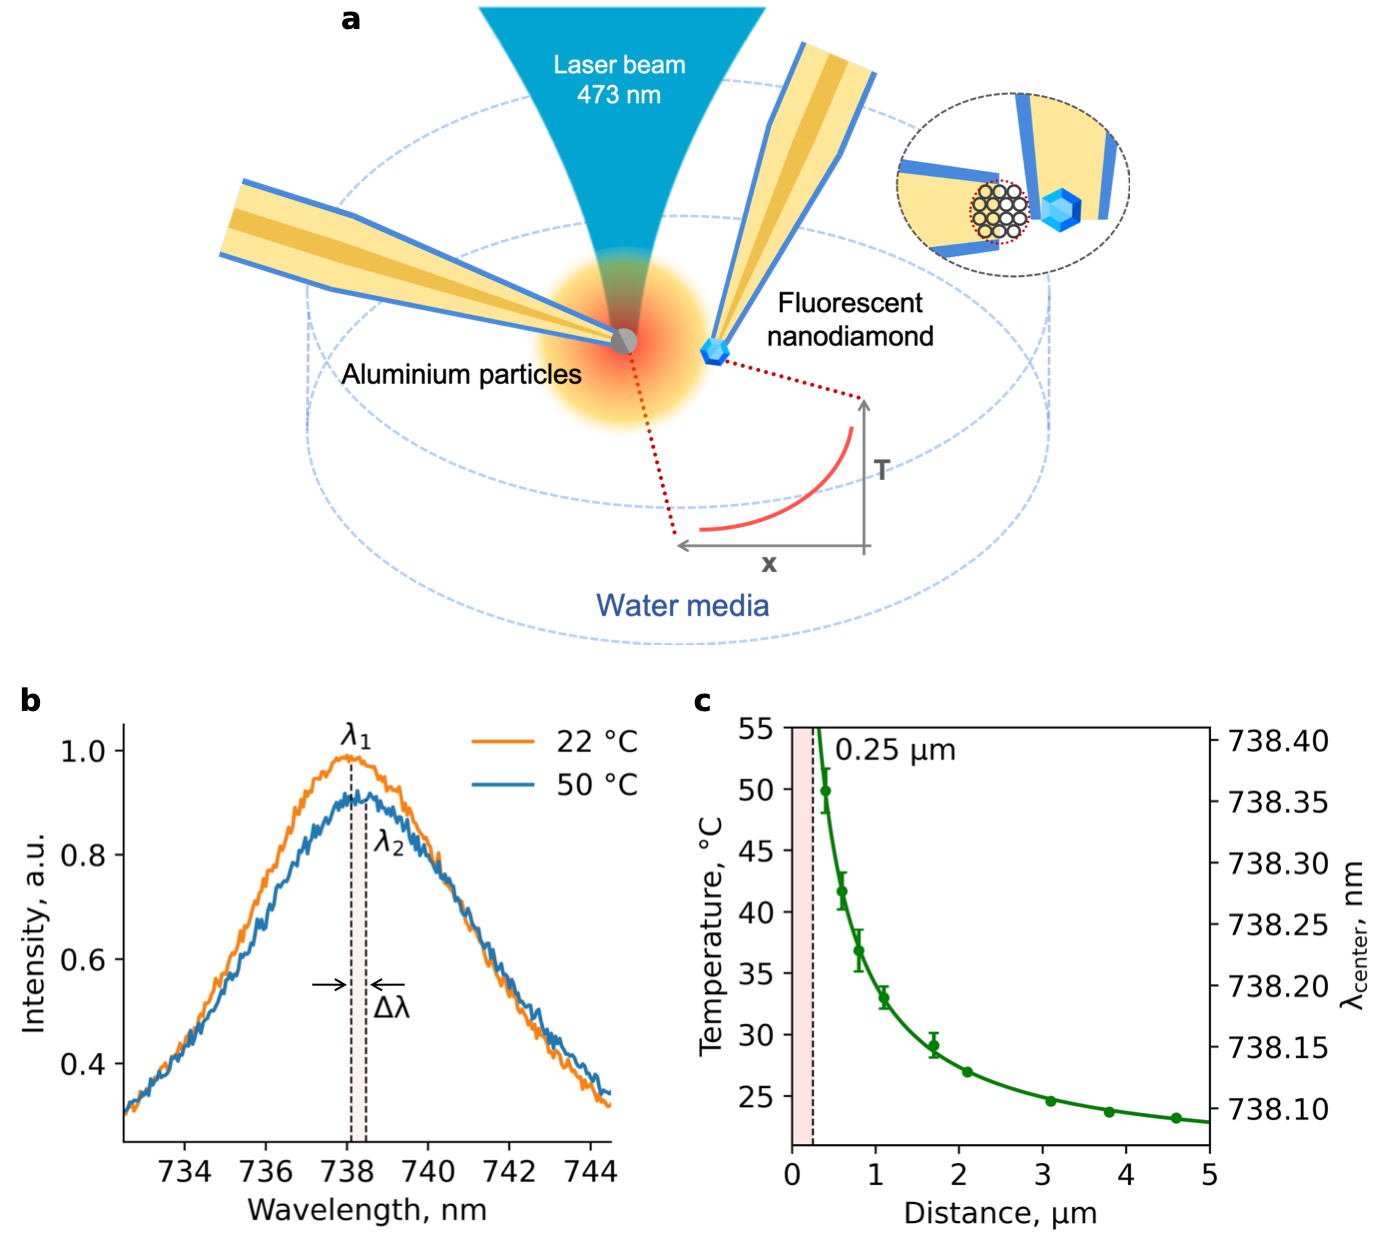 a
Laser beam
473 nm
Fluorescent
nanodiamond
Aluminium particles
T
x
Water media
b
λ1
22 °C
50 °C
λ2
Δλ
1.0
0.8
0.6
0.4
Intensity, a.u.
734 736 738 740 742 744
Wavelength, nm
c
0.25 μm
55
50
45
40
35
30
25
Temperature, °C
738.40
738.35
738.30
738.25
738.20
738.15
738.10
λcenter, nm
0 1 2 3 4 5
Distance, μm